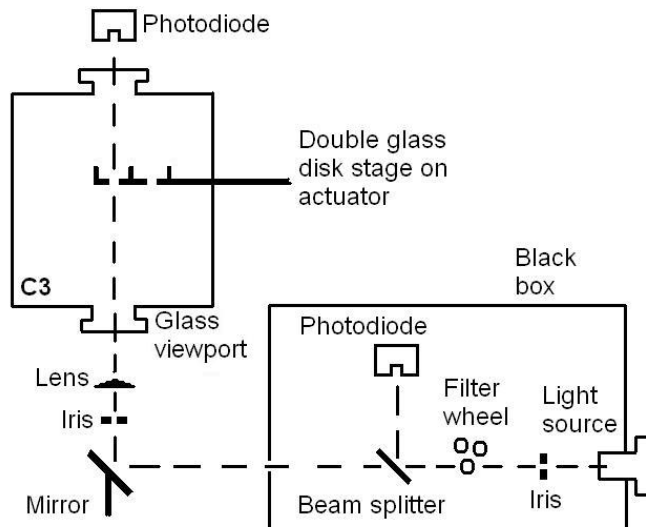 Photodiode
Double glass
disk stage on
actuator
C3
Glass
viewport
Black
box
Photodiode
Lens
Filter
wheel
Light
source
Iris
Mirror
Beam splitter
Iris